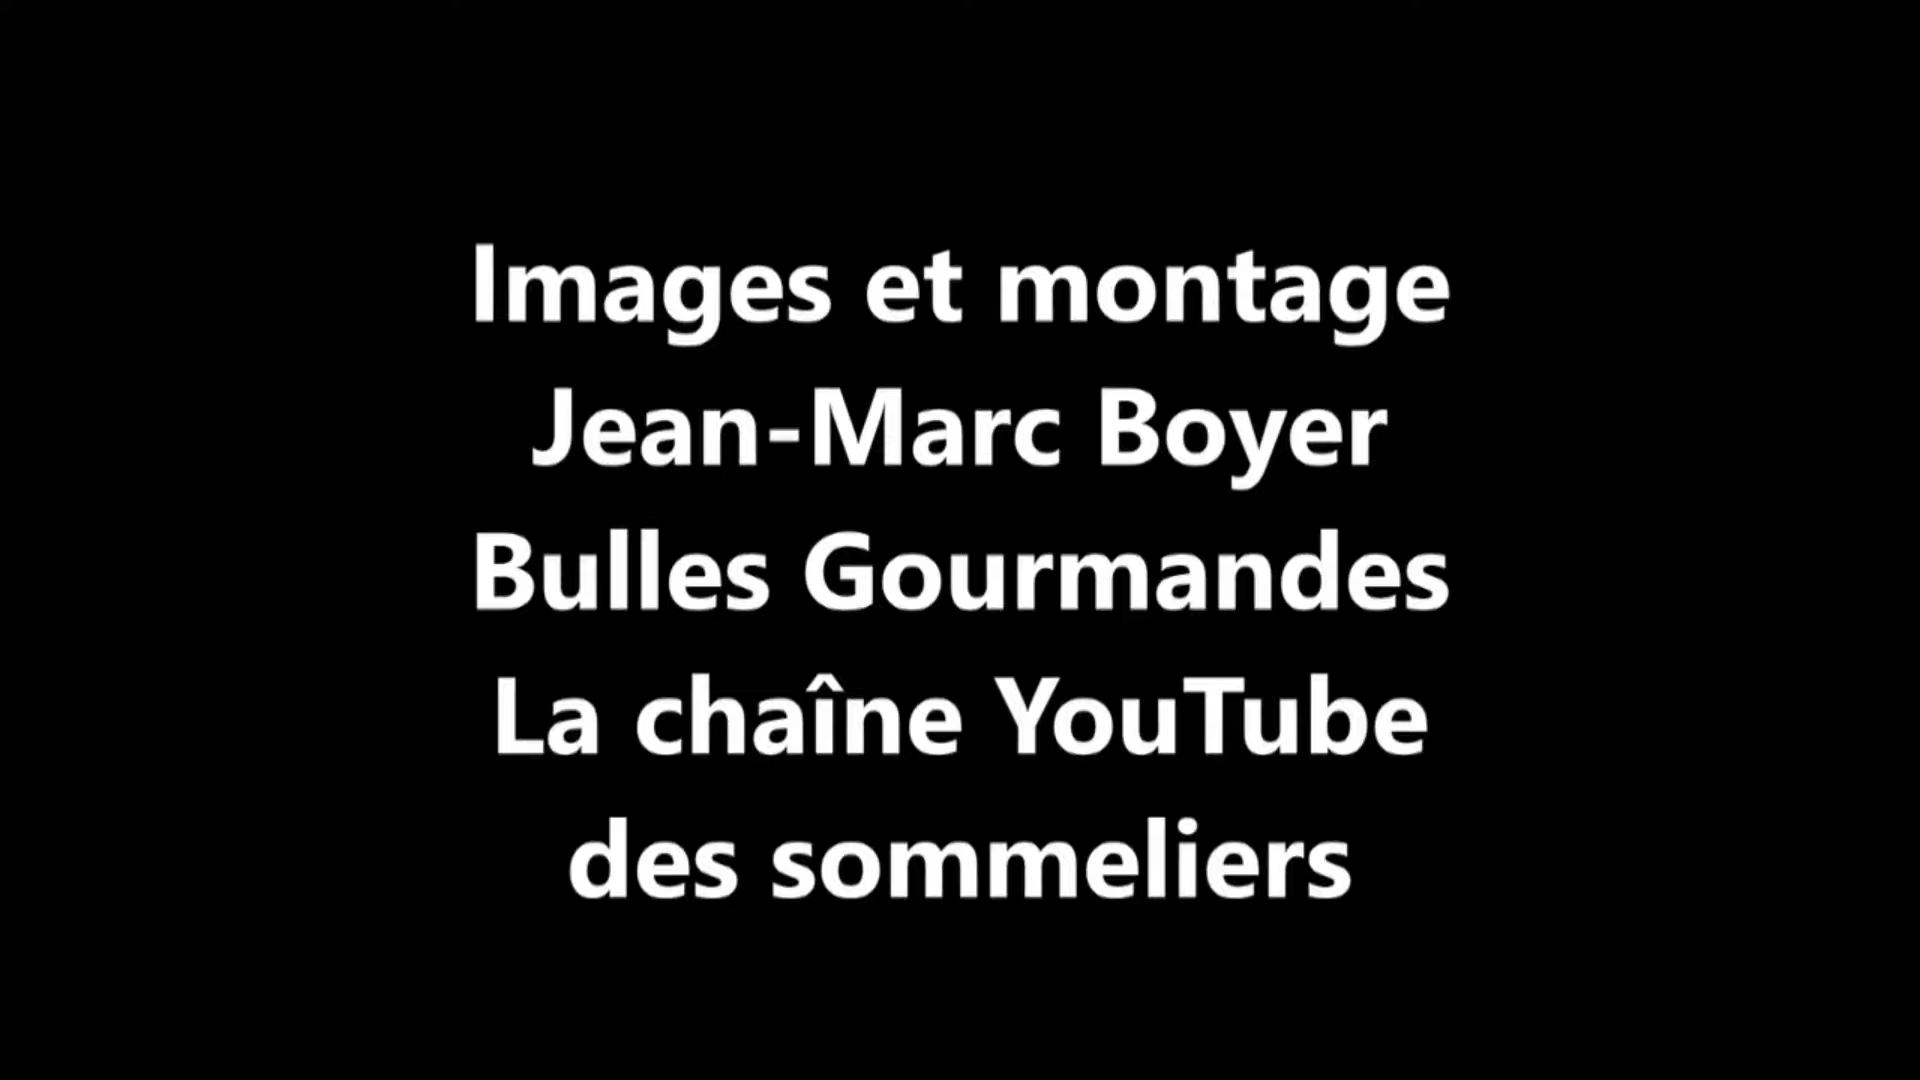 Images et montage
Jean-Marc Boyer
Bulles Gourmandes
La chaîne YouTube
des sommeliers